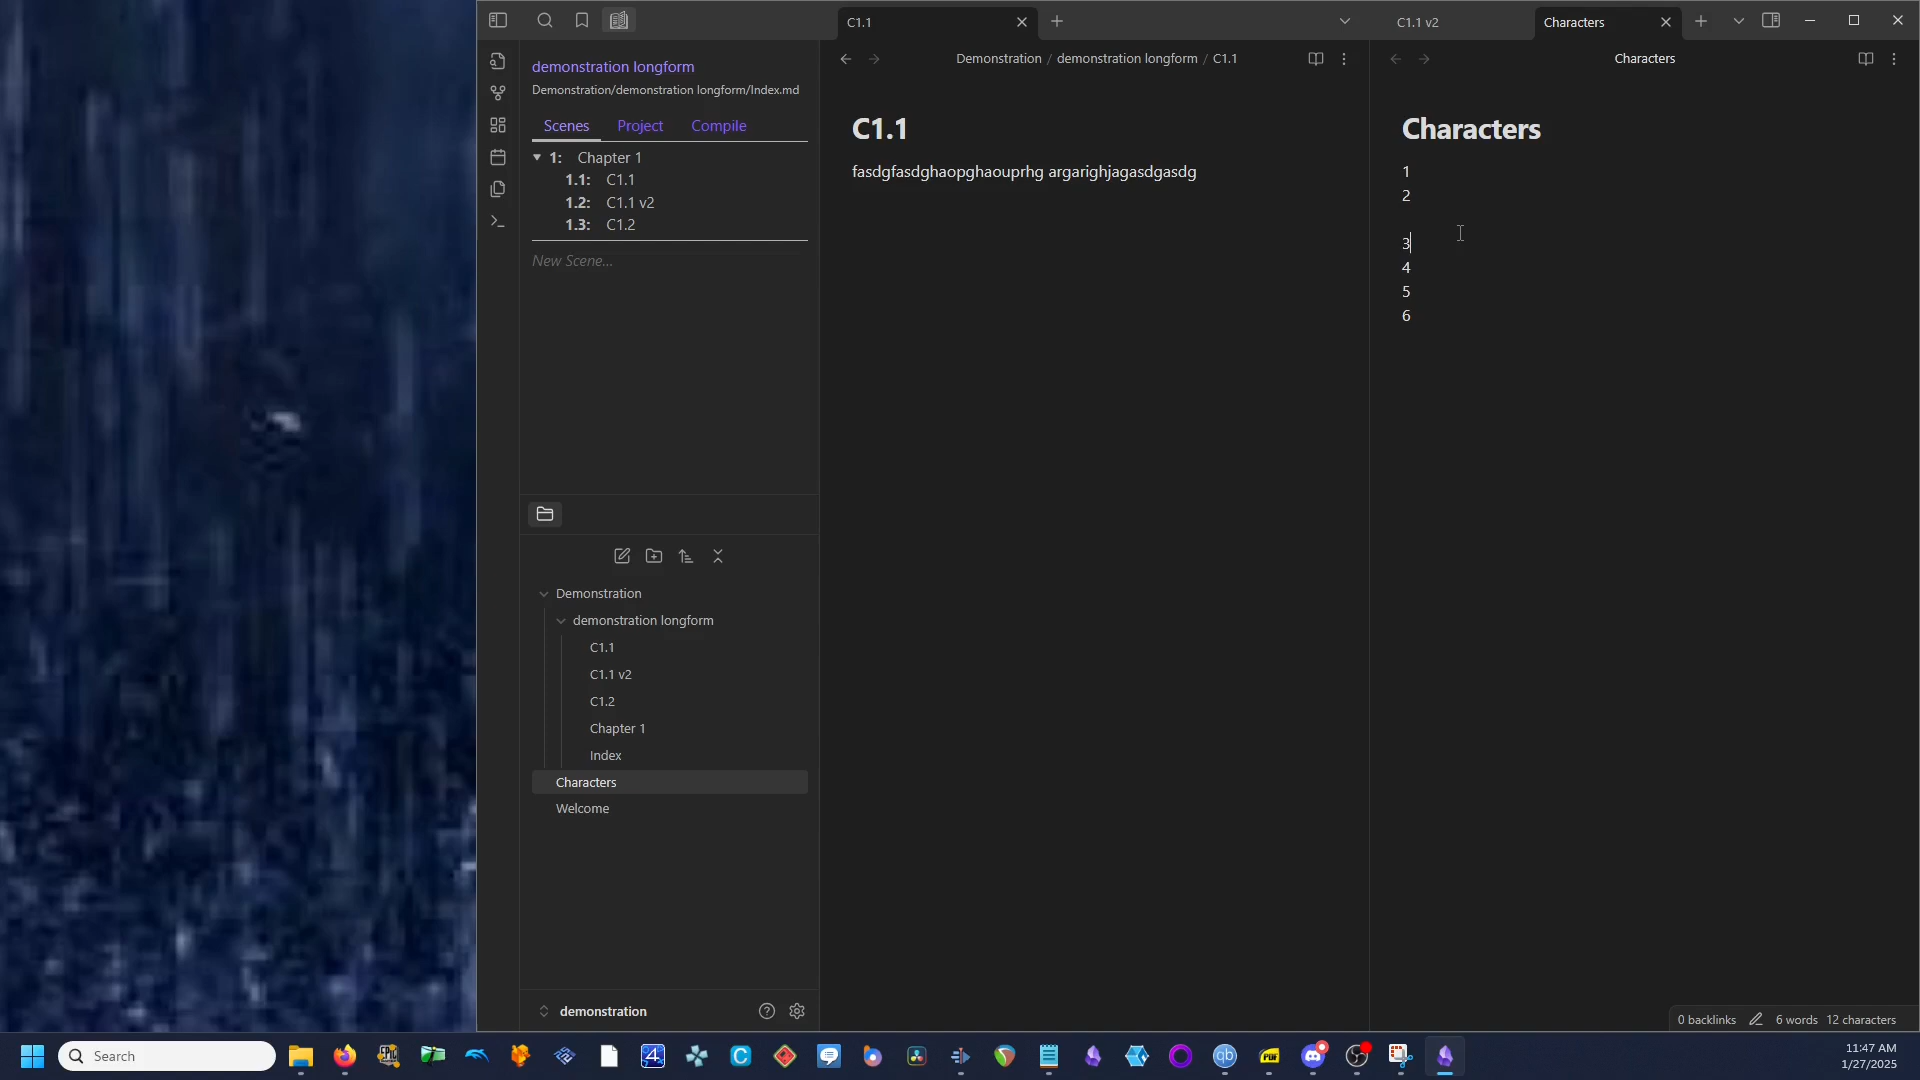 C1.1
C1.1 v2
Characters
demonstration longform
Demonstration/demonstration longform/Index.md
Scenes Project Compile
1: Chapter 1
1.1: C1.1
1.2: C1.1 v2
1.3: C1.2
New Scene...
Demonstration / demonstration longform / C1.1
C1.1
fasdgfasdghaopghaouprhg argarighjagasdgasdg
Characters
Characters
1
2
3
4
5
6
Demonstration
demonstration longform
C1.1
C1.1 v2
C1.2
Chapter 1
Index
Characters
Welcome
demonstration
0 backlinks 6 words 12 characters
Search
EPIC
4
C
qb
PDF
11:47 AM
1/27/2025